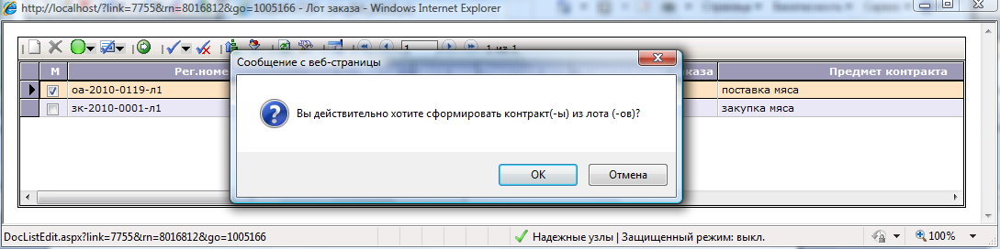 http://localhost/?link=7755&rn=8016812&go=1005166 - Лот заказа - Windows Internet Explorer
1 1 из 1
Сообщение с веб-страницы
М Рег.номе каза Предмет контракта
оа-2010-0119-л1 поставка мяса
зк-2010-0001-л1 закупка мяса
Вы действительно хотите сформировать контракт(-ы) из лота (-ов)?
OK Отмена
DocListEdit.aspx?link=7755&rn=8016812&go=1005166 Надежные узлы | Защищенный режим: выкл. 100%